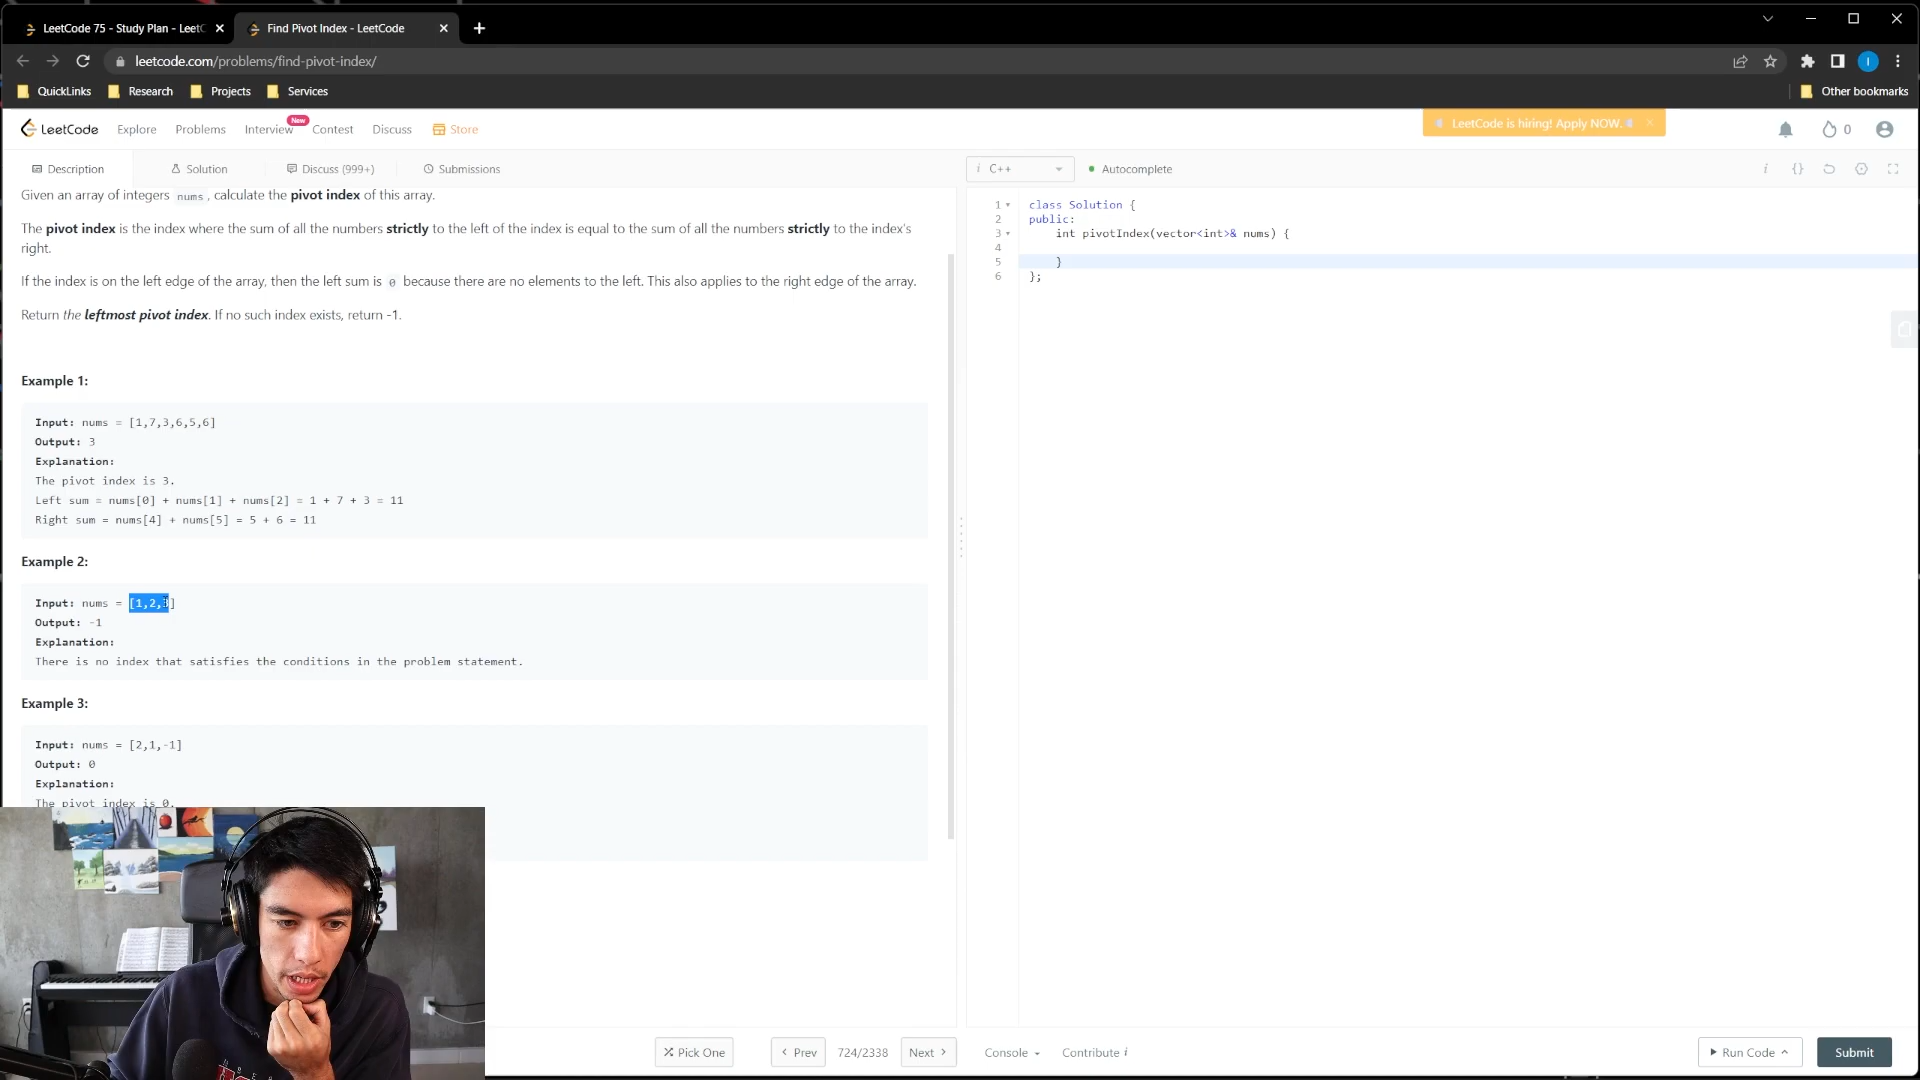 LeetCode 75 - Study Plan - LeetC
Find Pivot Index - LeetCode
leetcode.com/problems/find-pivot-index/
I
QuickLinks
Research
Projects
Services
Other bookmarks
LeetCode
Explore
Problems
Interview
New
Contest
Discuss
Store
LeetCode is hiring! Apply NOW.
0
Description
Solution
Discuss (999+)
Submissions
i C++
Autocomplete
i {}
Given an array of integers nums, calculate the pivot index of this array.
The pivot index is the index where the sum of all the numbers strictly to the left of the index is equal to the sum of all the numbers strictly to the index's
right.
If the index is on the left edge of the array, then the left sum is 0 because there are no elements to the left. This also applies to the right edge of the array.
Return the leftmost pivot index. If no such index exists, return -1.
Example 1:
Input: nums = [1,7,3,6,5,6]
Output: 3
Explanation:
The pivot index is 3.
Left sum = nums[0] + nums[1] + nums[2] = 1 + 7 + 3 = 11
Right sum = nums[4] + nums[5] = 5 + 6 = 11
Example 2:
Input: nums = [1,2,3]
Output: -1
Explanation:
There is no index that satisfies the conditions in the problem statement.
Example 3:
Input: nums = [2,1,-1]
Output: 0
Explanation:
The pivot index is 0.
1 class Solution {
2 public:
3 int pivotIndex(vector<int>& nums) {
4
5 }
6 };
Pick One
< Prev
724/2338
Next >
Console
Contribute i
Run Code
Submit